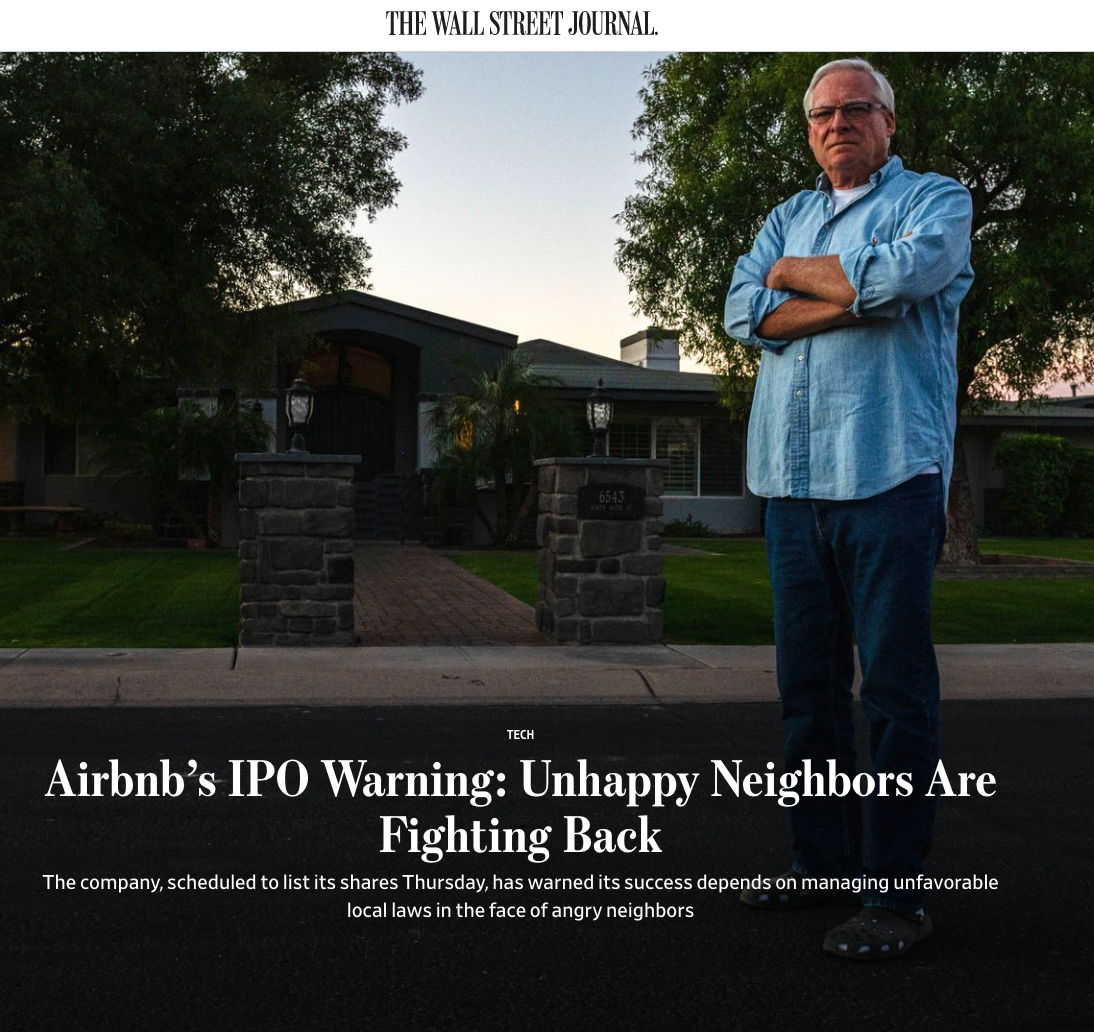 THE WALL STREET JOURNAL.
6543
TECH
Airbnb’s IPO Warning: Unhappy Neighbors Are
Fighting Back
The company, scheduled to list its shares Thursday, has warned its success depends on managing unfavorable
local laws in the face of angry neighbors